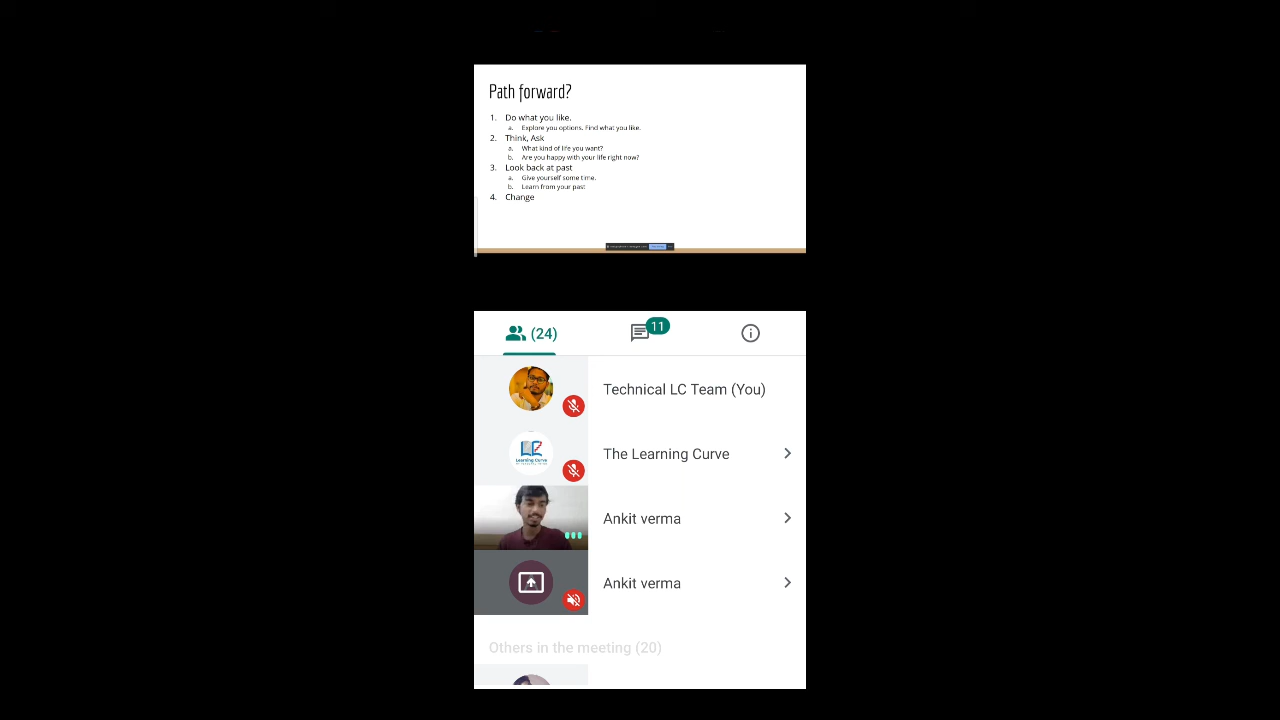 Path forward?
1. Do what you like.
a. Explore you options. Find what you like.
2. Think, Ask
a. What kind of life you want?
b. Are you happy with your life right now?
3. Look back at past
a. Give yourself some time.
b. Learn from your past
4. Change
(24)
11
Technical LC Team (You)
Learning Curve
The Learning Curve
Ankit verma
Ankit verma
Others in the meeting (20)